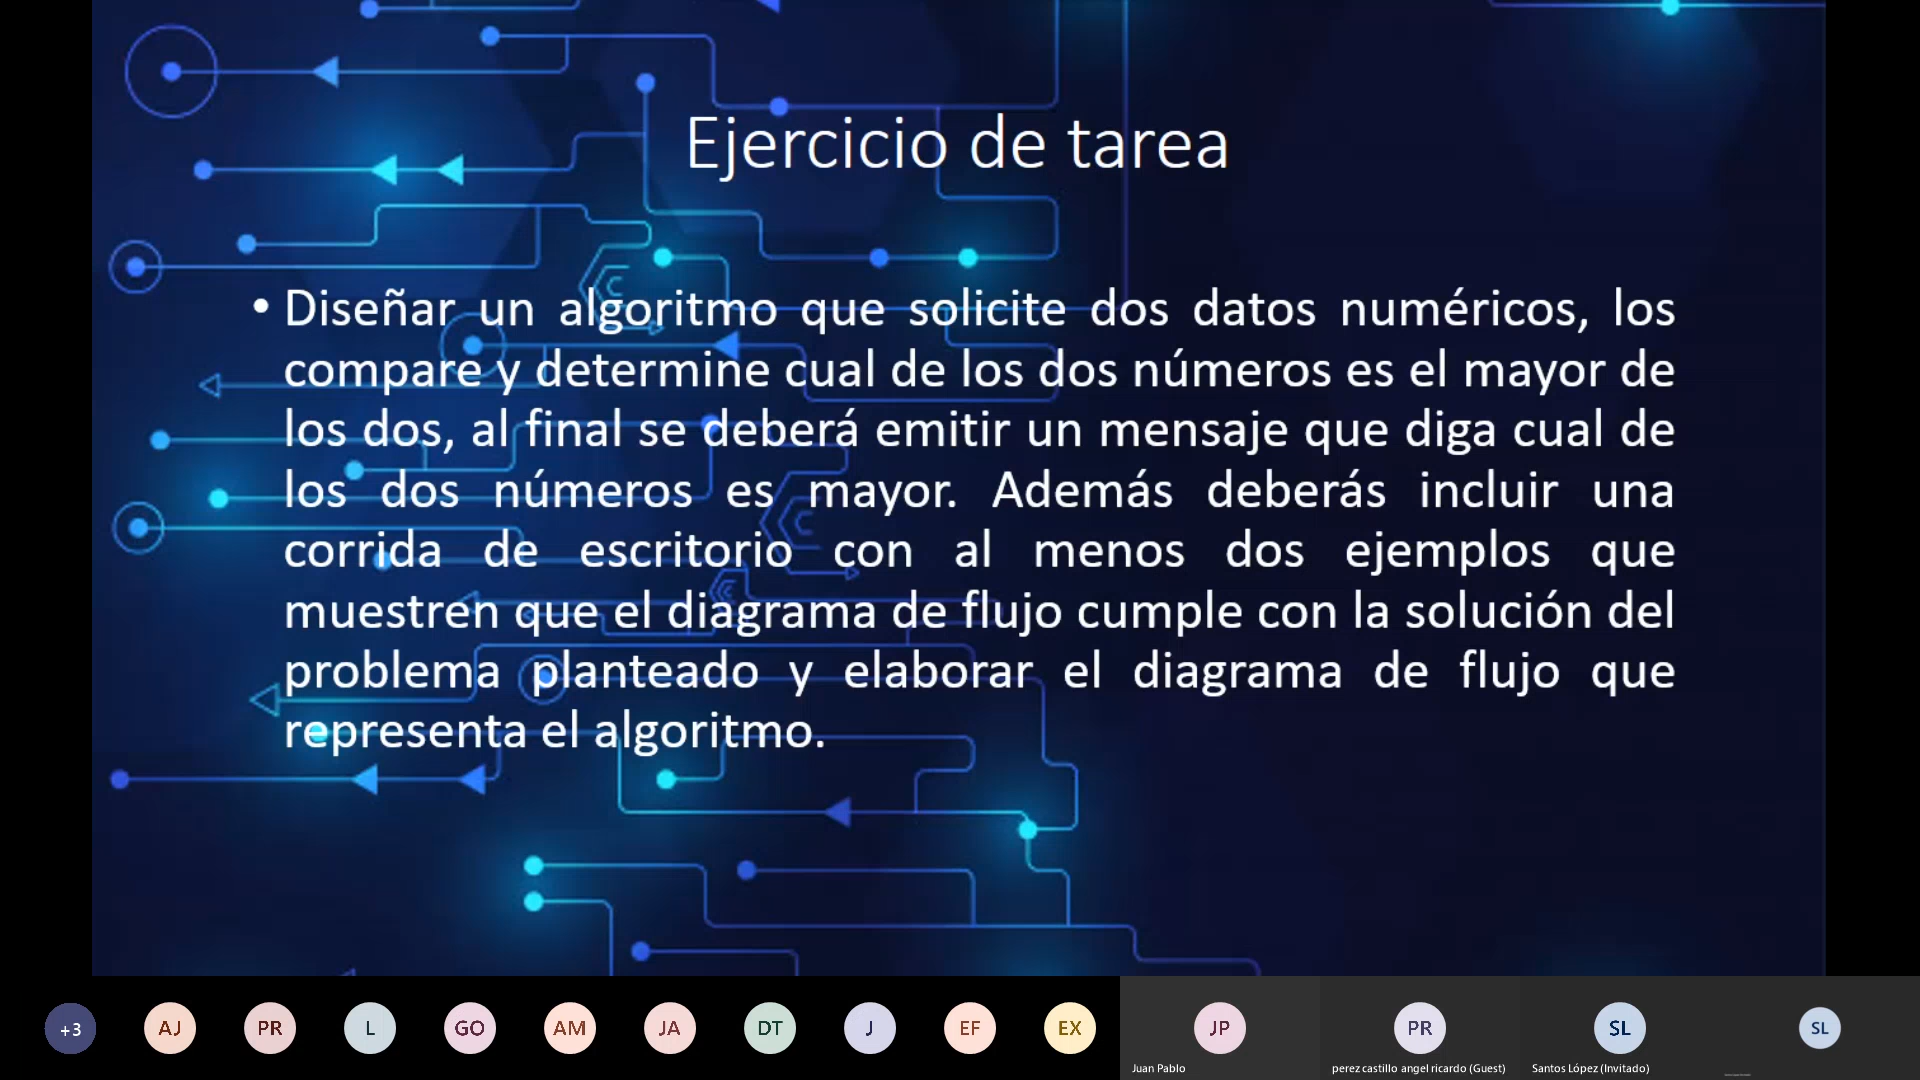 Ejercicio de tarea
• Diseñar un algoritmo que solicite dos datos numéricos, los
compare y determine cual de los dos números es el mayor de
los dos, al final se deberá emitir un mensaje que diga cual de
los dos números es mayor. Además deberás incluir una
corrida de escritorio con al menos dos ejemplos que
muestren que el diagrama de flujo cumple con la solución del
problema planteado y elaborar el diagrama de flujo que
representa el algoritmo.
+3 AJ PR L GO AM JA DT J EF EX JP PR SL SL
Juan Pablo perez castillo angel ricardo (Guest) Santos López (Invitado)